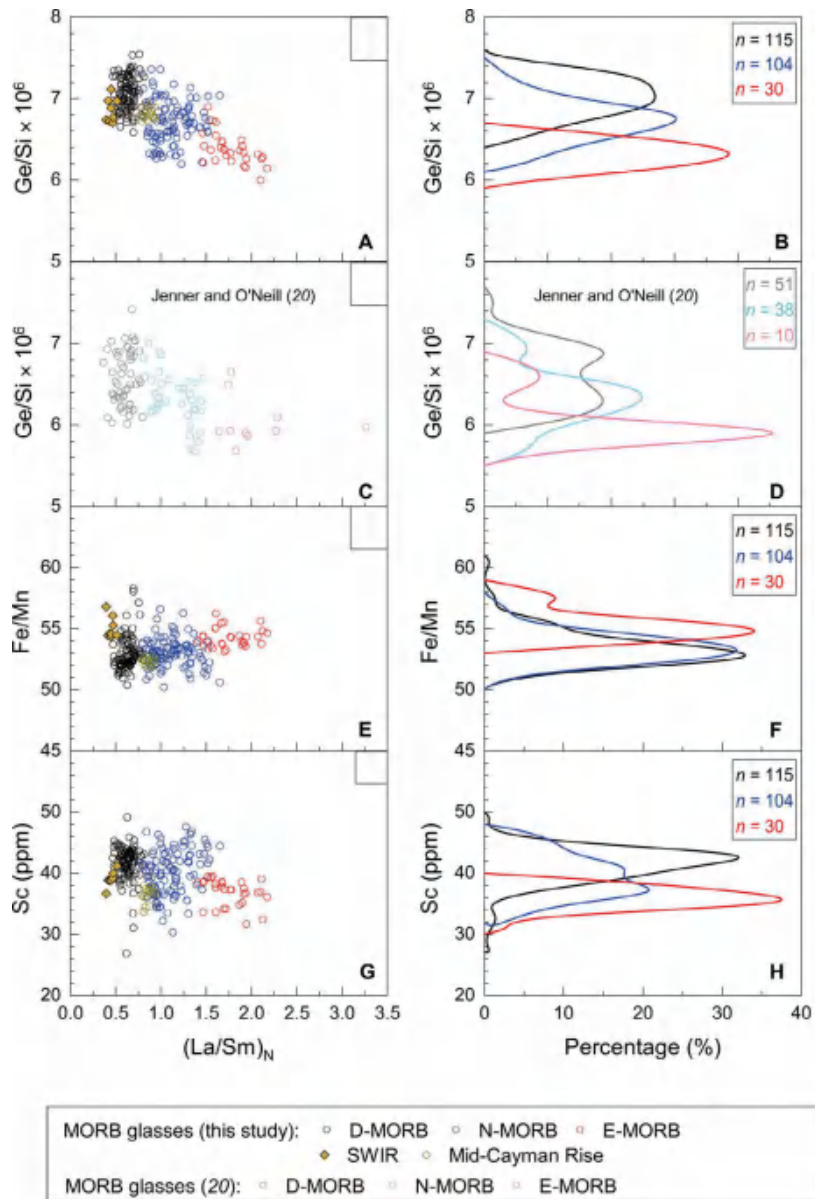 8
7
6
5
Ge/Si × 10⁶
A
8
7
6
5
Ge/Si × 10⁶
n = 115
n = 104
n = 30
B
Jenner and O'Neill (20)
7
6
5
Ge/Si × 10⁶
C
Jenner and O'Neill (20)
7
6
5
Ge/Si × 10⁶
n = 51
n = 38
n = 10
D
60
55
50
45
Fe/Mn
E
60
55
50
45
Fe/Mn
n = 115
n = 104
n = 30
F
50
40
30
20
Sc (ppm)
G
0.0 0.5 1.0 1.5 2.0 2.5 3.0 3.5
(La/Sm)N
50
40
30
20
Sc (ppm)
n = 115
n = 104
n = 30
H
0 10 20 30 40
Percentage (%)
MORB glasses (this study): D-MORB N-MORB E-MORB
SWIR Mid-Cayman Rise
MORB glasses (20): D-MORB N-MORB E-MORB